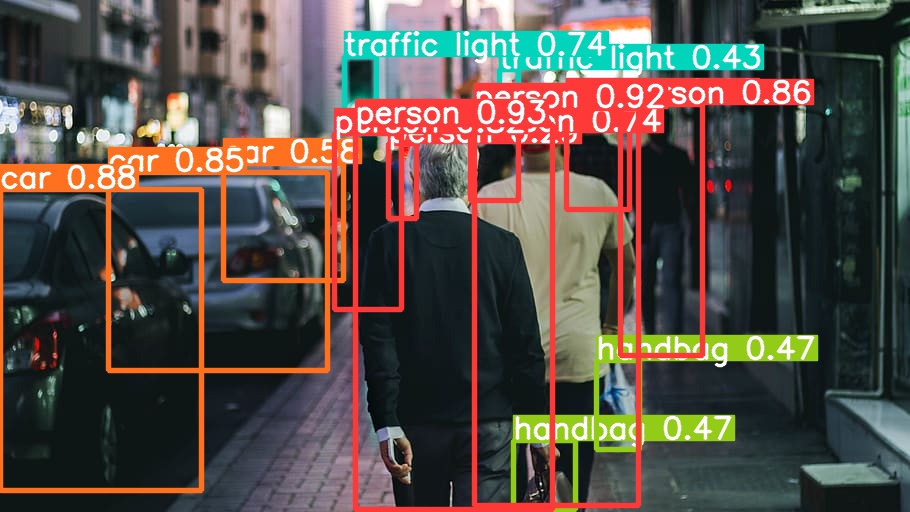 traffic light 0.74
traffic light 0.43
person 0.92
son 0.86
person 0.93
0.74
car 0.85
car 0.58
car 0.88
handbag 0.47
handbag 0.47